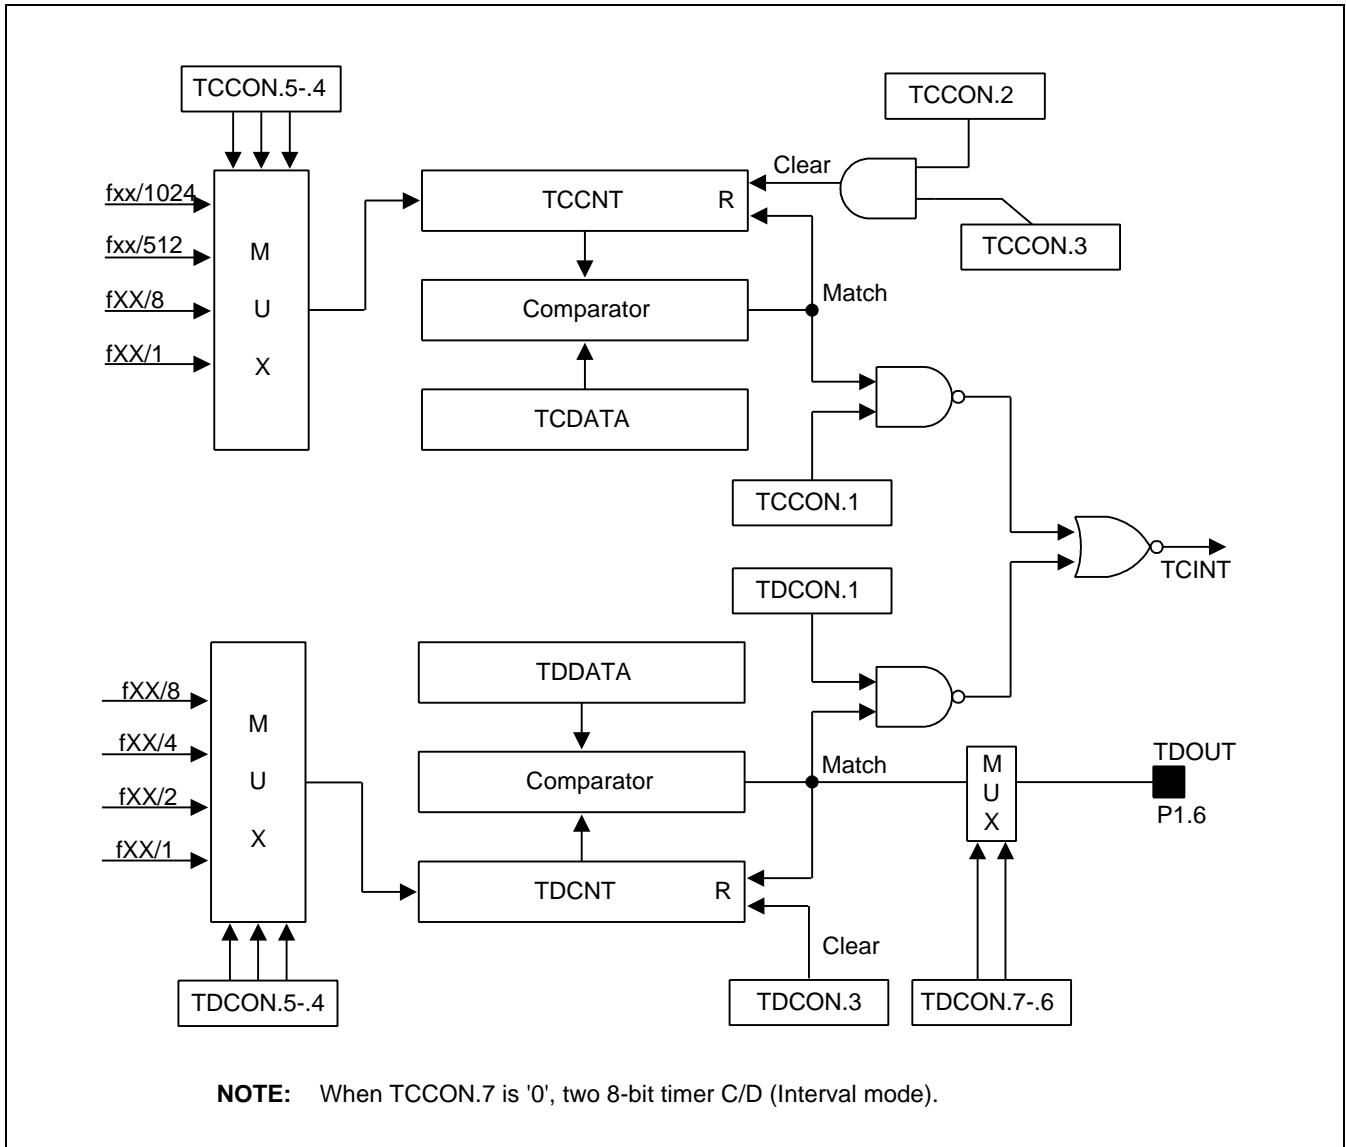 TCCON.5-.4
TCCON.2
fxx/1024
fxx/512
fXX/8
fXX/1
M
U
X
TCCNT
R
Clear
TCCON.3
Comparator
Match
TCDATA
TCCON.1
TCINT
TDCON.1
TDDATA
fXX/8
fXX/4
fXX/2
fXX/1
M
U
X
Comparator
Match
M
U
X
TDOUT
P1.6
TDCNT
R
Clear
TDCON.5-.4
TDCON.3
TDCON.7-.6
NOTE: When TCCON.7 is '0', two 8-bit timer C/D (Interval mode).